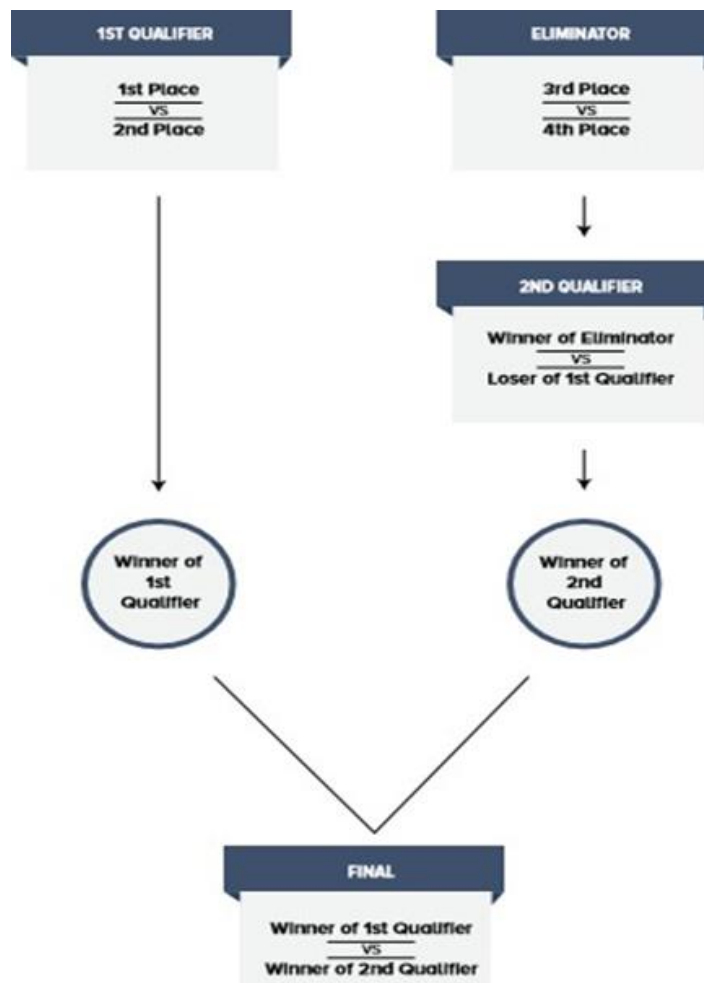 1ST QUALIFIER
1st Place
VS
2nd Place
ELIMINATOR
3rd Place
VS
4th Place
2ND QUALIFIER
Winner of Eliminator
VS
Loser of 1st Qualifier
Winner of
1st
Qualifier
Winner of
2nd
Qualifier
FINAL
Winner of 1st Qualifier
VS
Winner of 2nd Qualifier